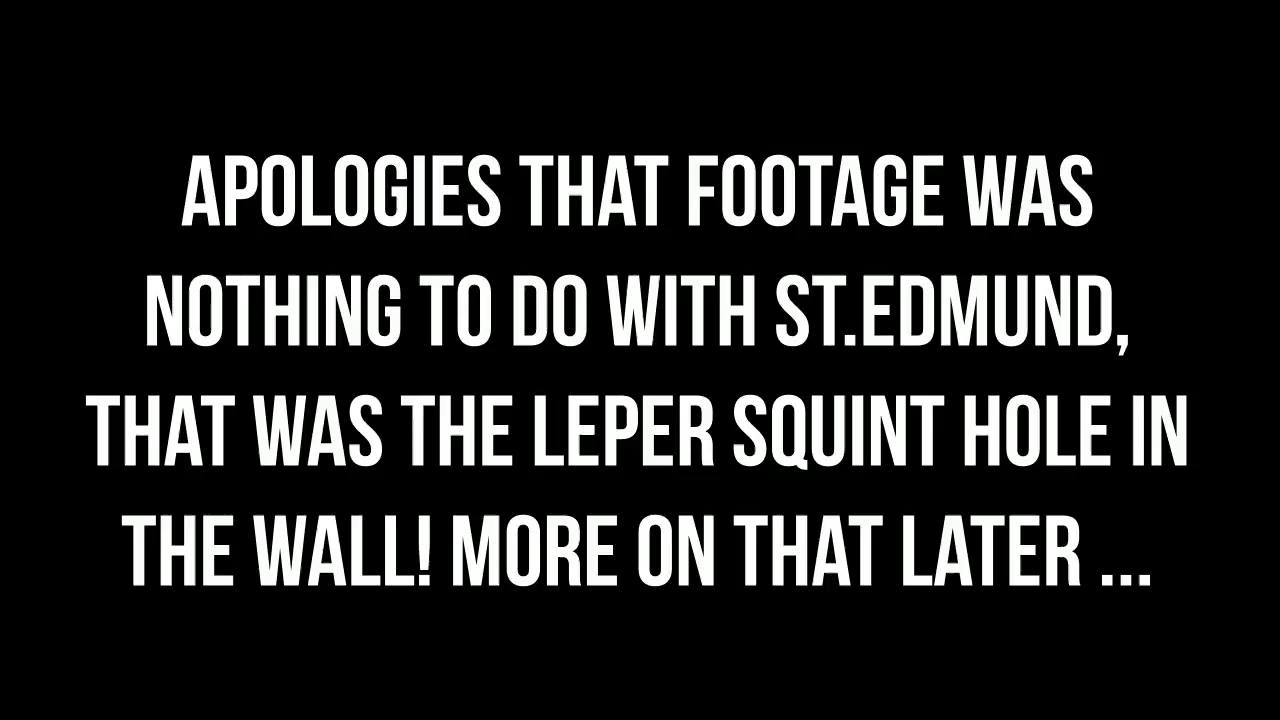 APOLOGIES THAT FOOTAGE WAS
NOTHING TO DO WITH ST.EDMUND,
THAT WAS THE LEPER SQUINT HOLE IN
THE WALL! MORE ON THAT LATER ...